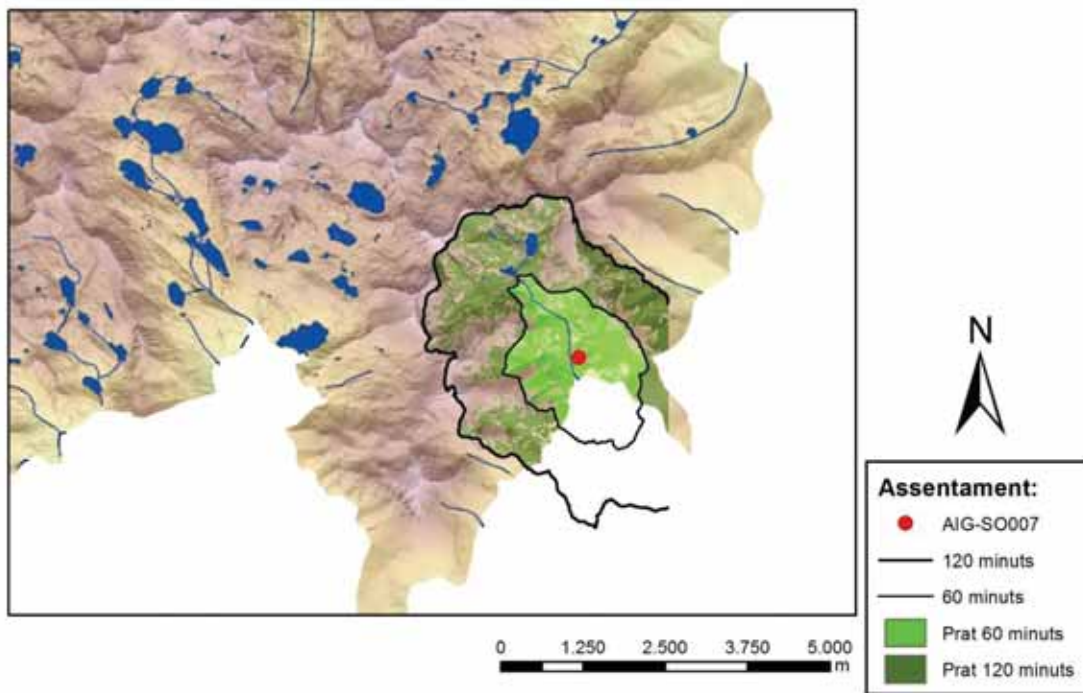 N
Assentament:
AIG-SO007
120 minuts
60 minuts
Prat 60 minuts
Prat 120 minuts
0 1.250 2.500 3.750 5.000
m